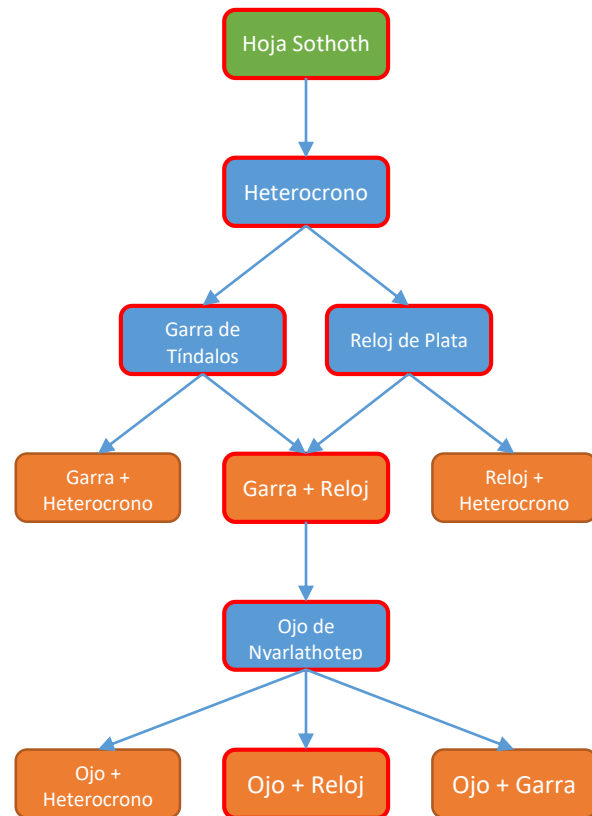 Hoja Sothoth
Heterocrono
Garra de
Tíndalos
Reloj de Plata
Garra +
Heterocrono
Garra + Reloj
Reloj +
Heterocrono
Ojo de
Nyarlathotep
Ojo +
Heterocrono
Ojo + Reloj
Ojo + Garra